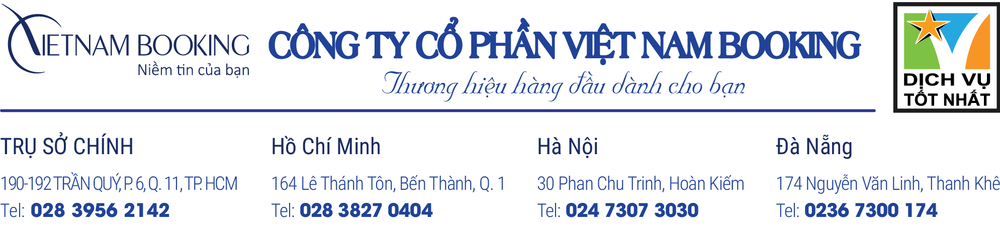 VIETNAM BOOKING
Niềm tin của bạn
CÔNG TY CỔ PHẦN VIỆT NAM BOOKING
Thương hiệu hàng đầu dành cho bạn
DỊCH VỤ
TỐT NHẤT
TRỤ SỞ CHÍNH
190-192 TRẦN QUÝ, P. 6, Q. 11, TP. HCM
Tel: 028 3956 2142
Hồ Chí Minh
164 Lê Thánh Tôn, Bến Thành, Q. 1
Tel: 028 3827 0404
Hà Nội
30 Phan Chu Trinh, Hoàn Kiếm
Tel: 024 7307 3030
Đà Nẵng
174 Nguyễn Văn Linh, Thanh Khê
Tel: 0236 7300 174